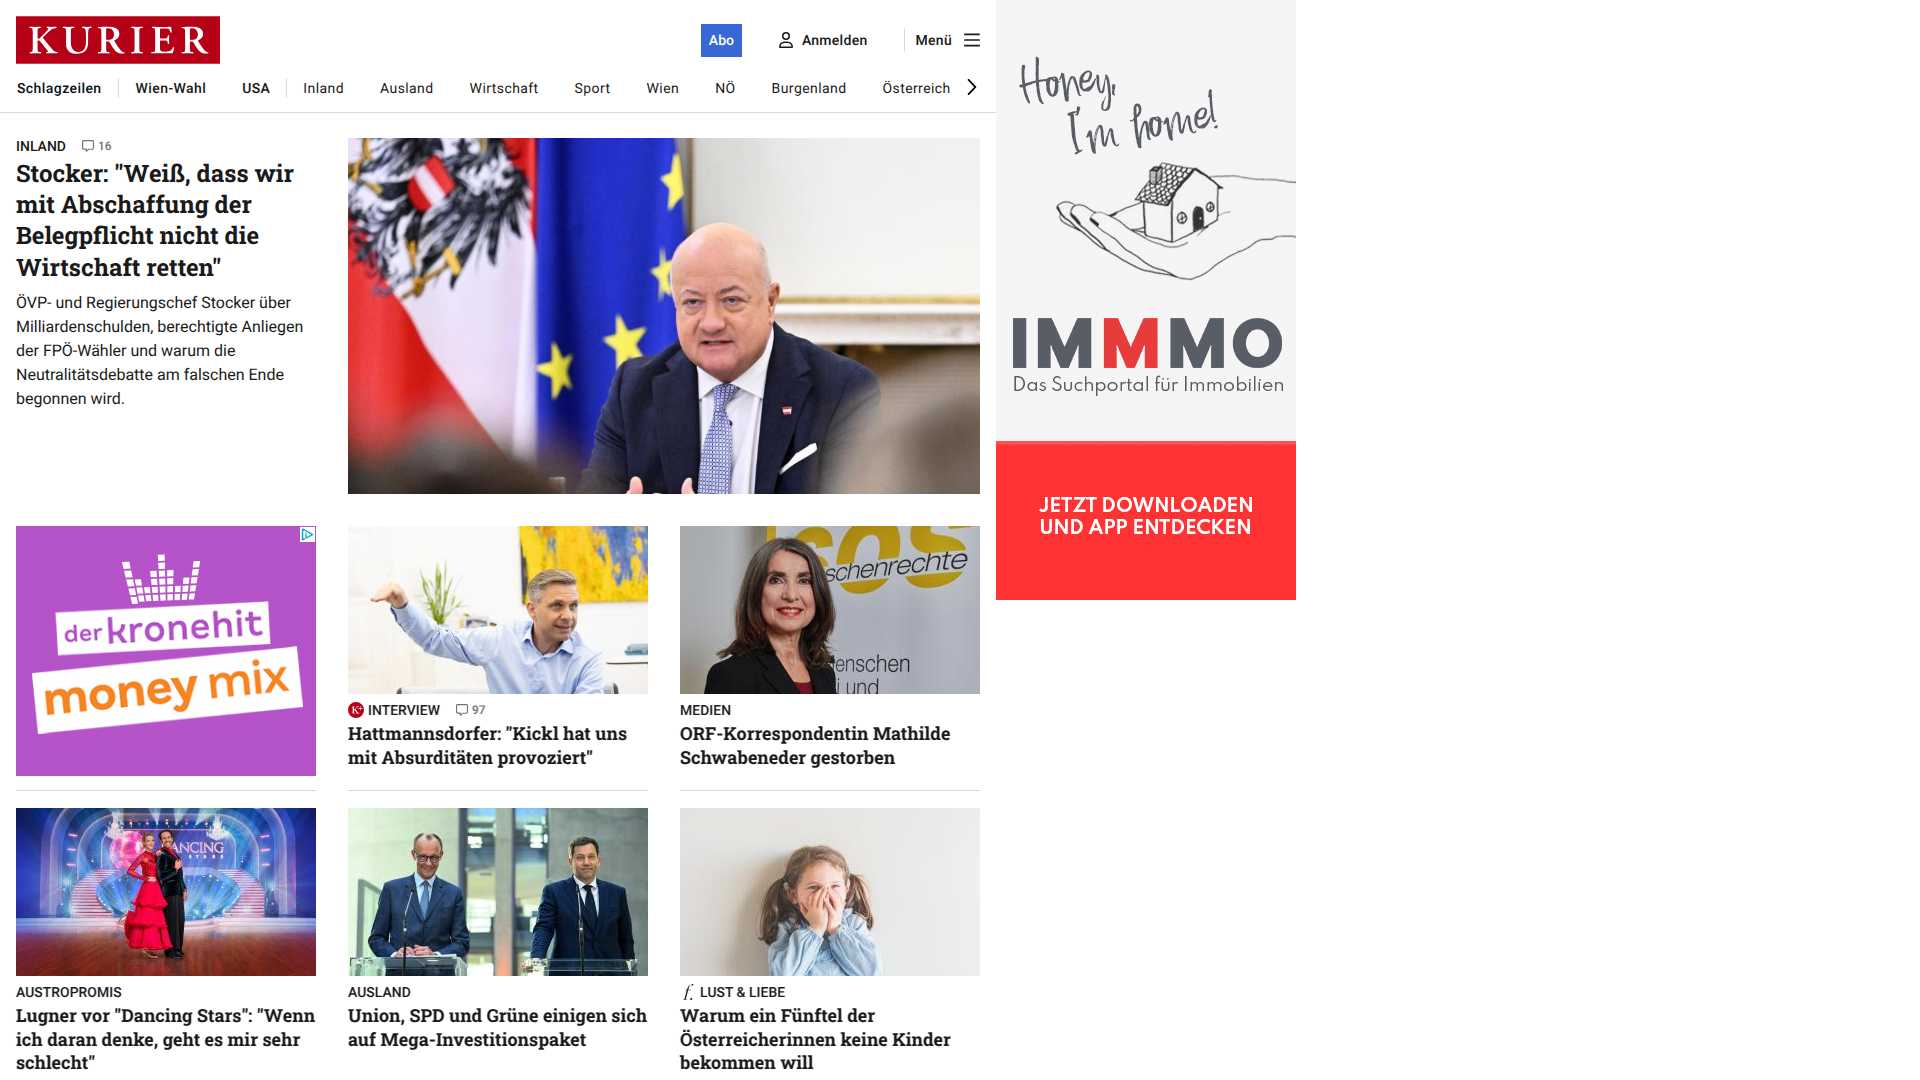 KURIER
Abo
Anmelden
Menü
Schlagzeilen
Wien-Wahl
USA
Inland
Ausland
Wirtschaft
Sport
Wien
NÖ
Burgenland
Österreich
INLAND 16
Stocker: "Weiß, dass wir
mit Abschaffung der
Belegpflicht nicht die
Wirtschaft retten"
ÖVP- und Regierungschef Stocker über
Milliardenschulden, berechtigte Anliegen
der FPÖ-Wähler und warum die
Neutralitätsdebatte am falschen Ende
begonnen wird.
Honey,
I'm home!
IMMMO
Das Suchportal für Immobilien
JETZT DOWNLOADEN
UND APP ENTDECKEN
der kronehit
money mix
K+ INTERVIEW 97
Hattmannsdorfer: "Kickl hat uns
mit Absurditäten provoziert"
sos
schenrechte
enschen
i und
MEDIEN
ORF-Korrespondentin Mathilde
Schwabeneder gestorben
DANCING
STARS
AUSTROPROMIS
Lugner vor "Dancing Stars": "Wenn
ich daran denke, geht es mir sehr
schlecht"
AUSLAND
Union, SPD und Grüne einigen sich
auf Mega-Investitionspaket
f. LUST & LIEBE
Warum ein Fünftel der
Österreicherinnen keine Kinder
bekommen will